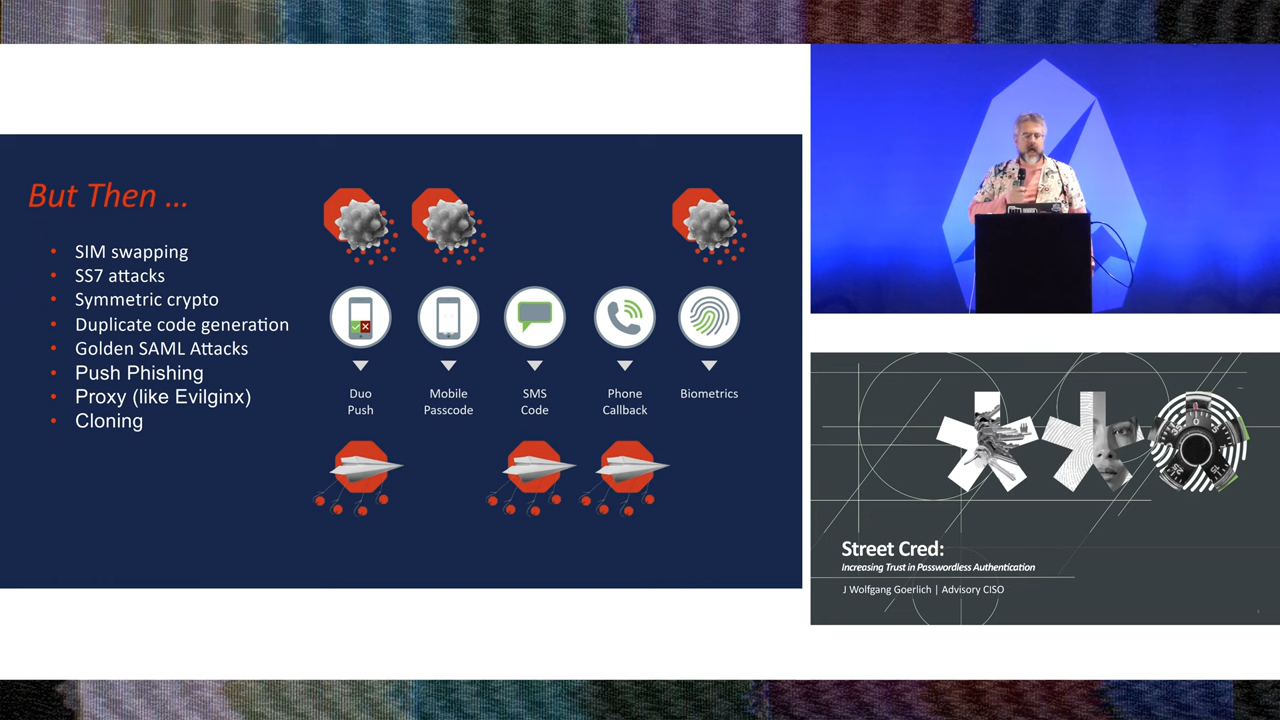 But Then ...
• SIM swapping
• SS7 attacks
• Symmetric crypto
• Duplicate code generation
• Golden SAML Attacks
• Push Phishing
• Proxy (like Evilginx)
• Cloning
Duo
Push
Mobile
Passcode
SMS
Code
Phone
Callback
Biometrics
Street Cred:
Increasing Trust in Passwordless Authentication
J Wolfgang Goerlich | Advisory CISO